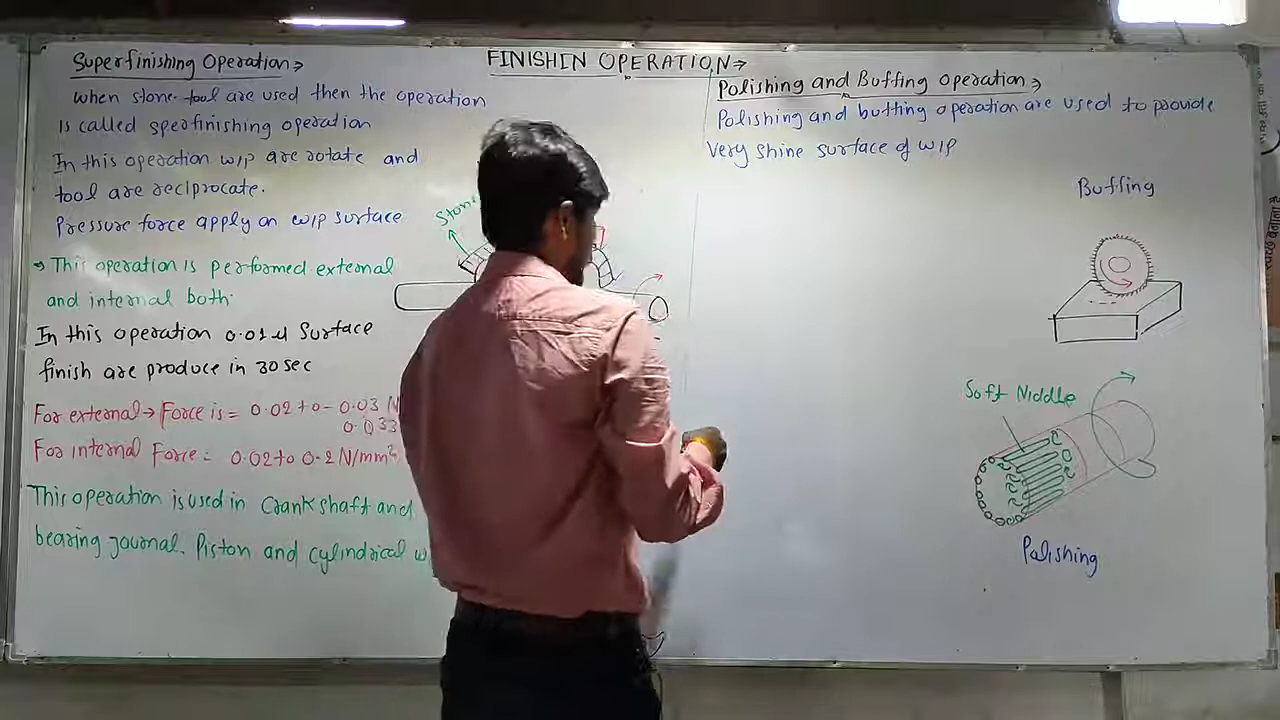 FINISHIN OPERATION→
Superfinishing Operation→
when stone tool are used then the operation
Is called sperfinishing operation
In this operation w/p are rotate and
tool are reciprocate.
Pressure force apply on w/p surface
→ This operation is performed external
and internal both.
In this operation 0.01 μ Surface
finish are produce in 30 sec
For external → Force is = 0.02 to - 0.03 N
0.033
For internal Force = 0.02 to 0.2 N/mm²
This operation is used in Crank shaft and
bearing journal. Piston and cylindrical w
Stone
Polishing and Buffing Operation→
Polishing and buffing operation are used to provide
very shine surface of w/p
Buffing
Soft Niddle
Polishing